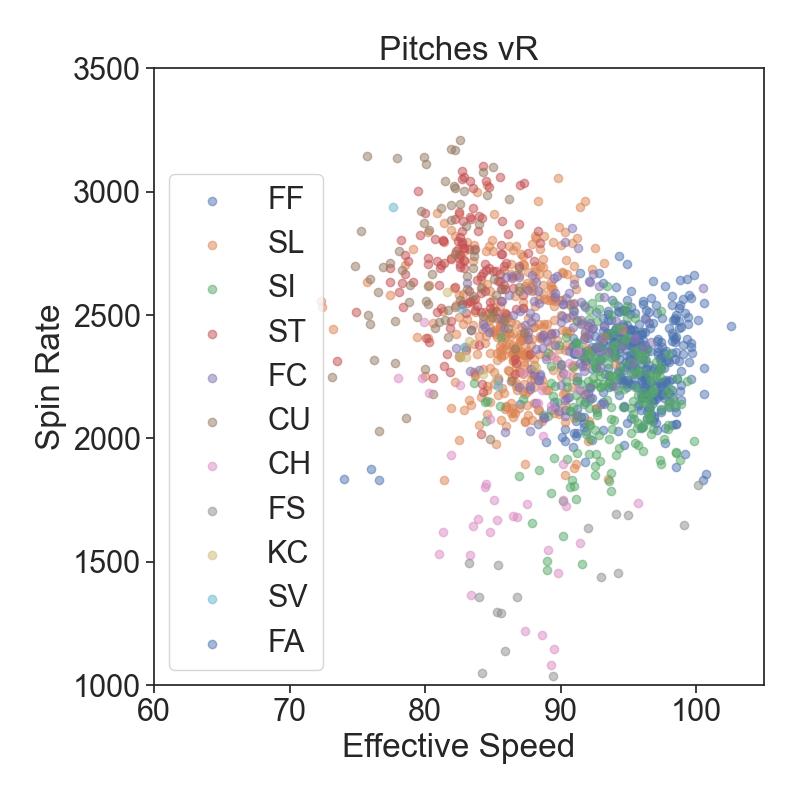 Pitches vR
3500
3000
2500
2000
1500
1000
Spin Rate
FF
SL
SI
ST
FC
CU
CH
FS
KC
SV
FA
60 70 80 90 100
Effective Speed